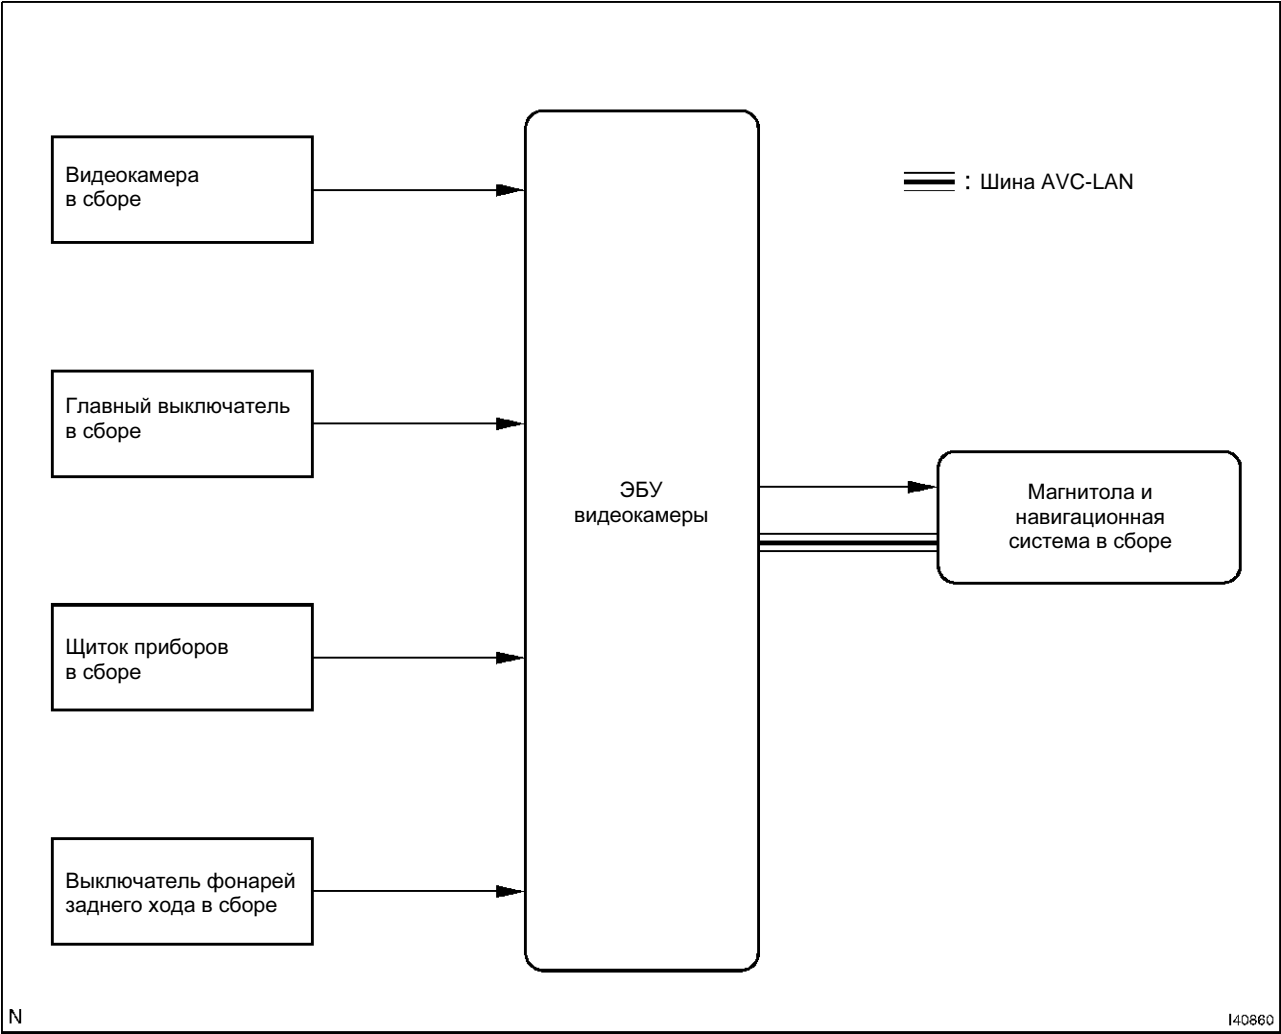 Видеокамера
в сборе
: Шина AVC-LAN
Главный выключатель
в сборе
ЭБУ
видеокамеры
Магнитола и
навигационная
система в сборе
Щиток приборов
в сборе
Выключатель фонарей
заднего хода в сборе
N
I40860